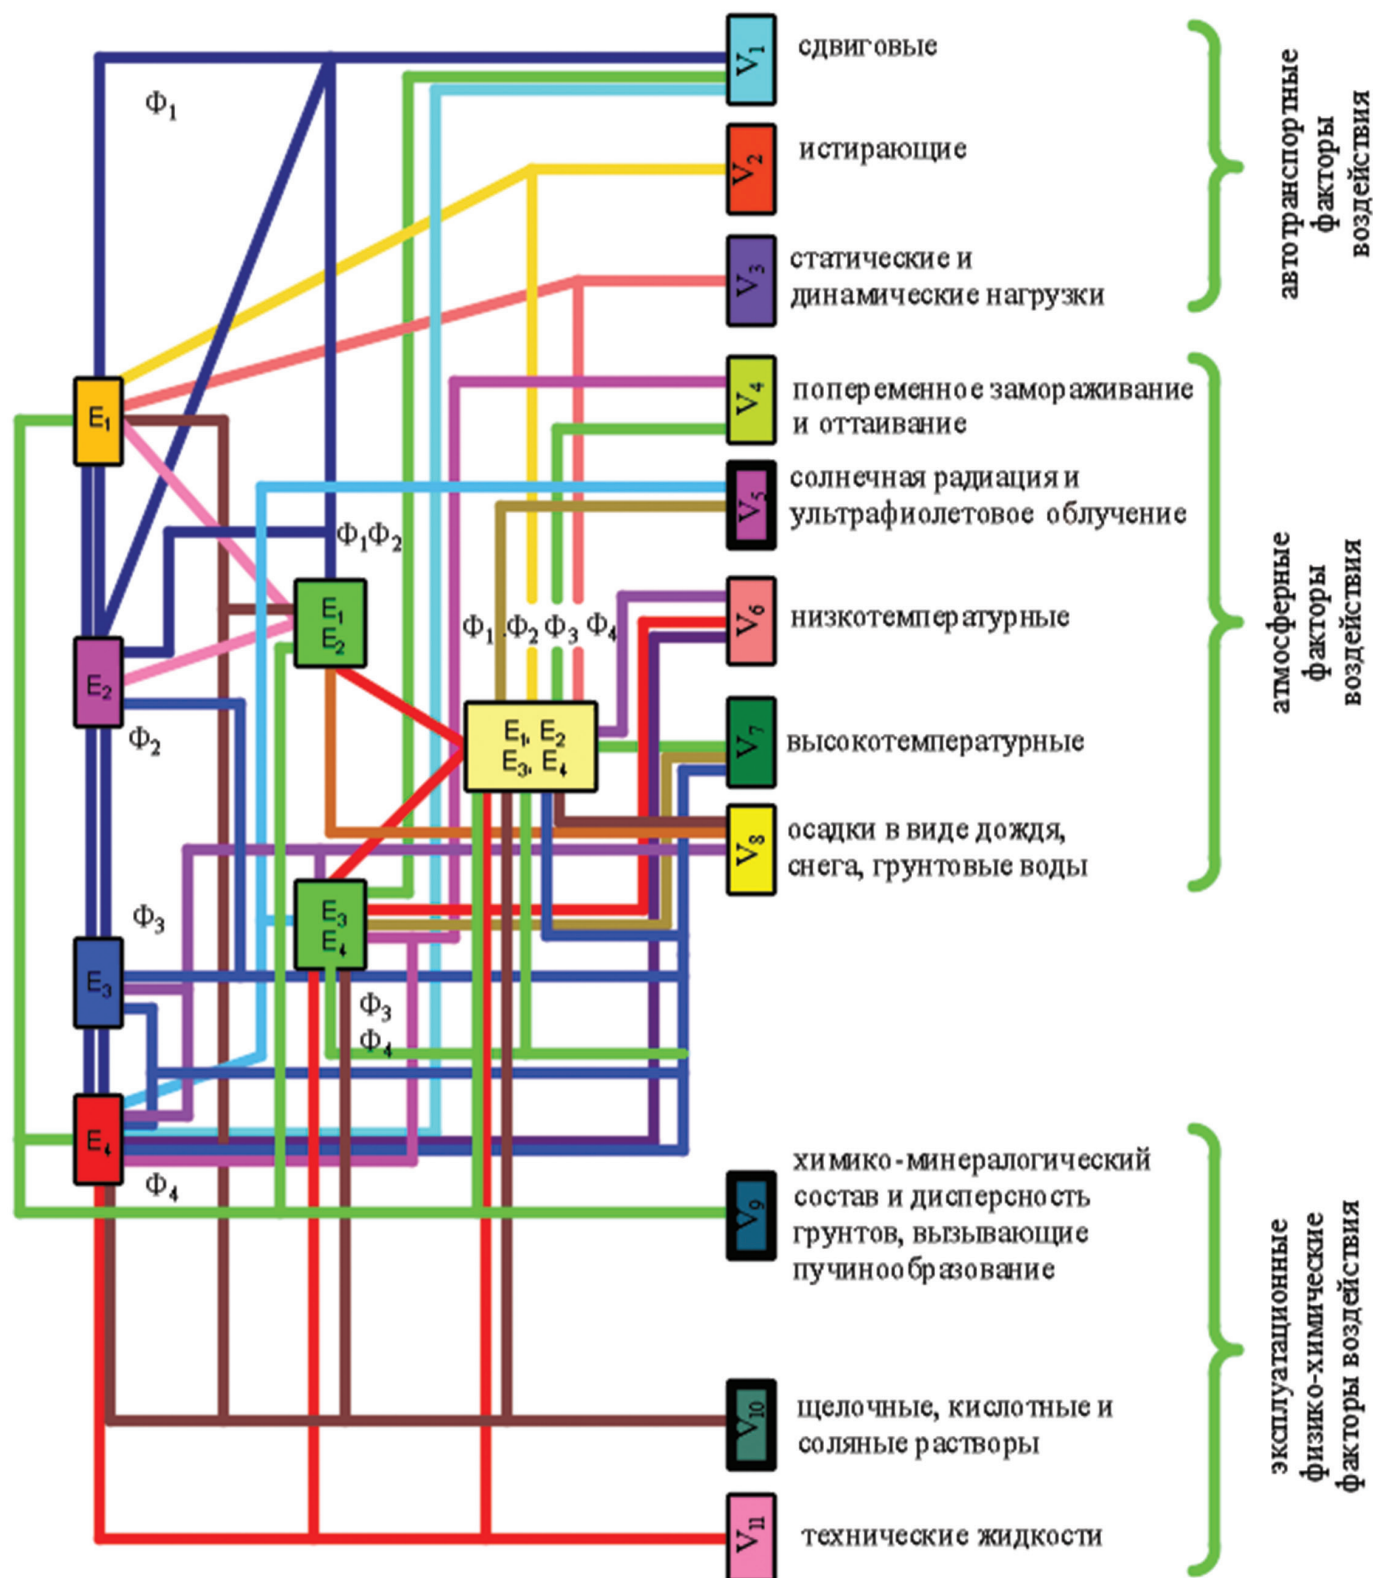 V₁
сдвиговые
Ф₁
V₂
истирающие
V₃
статические и
динамические нагрузки
автотранспортные
факторы
воздействия
E₁
V₄
попеременное замораживание
и оттаивание
V₅
солнечная радиация и
ультрафиолетовое облучение
Ф₁Ф₂
E₁
E₂
Ф₁
Ф₂
Ф₃
Ф₄
V₆
низкотемпературные
атмосферные
факторы
воздействия
E₂
Ф₂
E₁, E₂
E₃, E₄
V₇
высокотемпературные
V₈
осадки в виде дождя,
снега, грунтовые воды
Ф₃
E₃
E₄
E₃
Ф₃
Ф₄
E₄
Ф₄
V₉
химико-минералогический
состав и дисперсность
грунтов, вызывающие
пучинообразование
V₁₀
щелочные, кислотные и
соляные растворы
эксплуатационные
физико-химические
факторы воздействия
V₁₁
технические жидкости